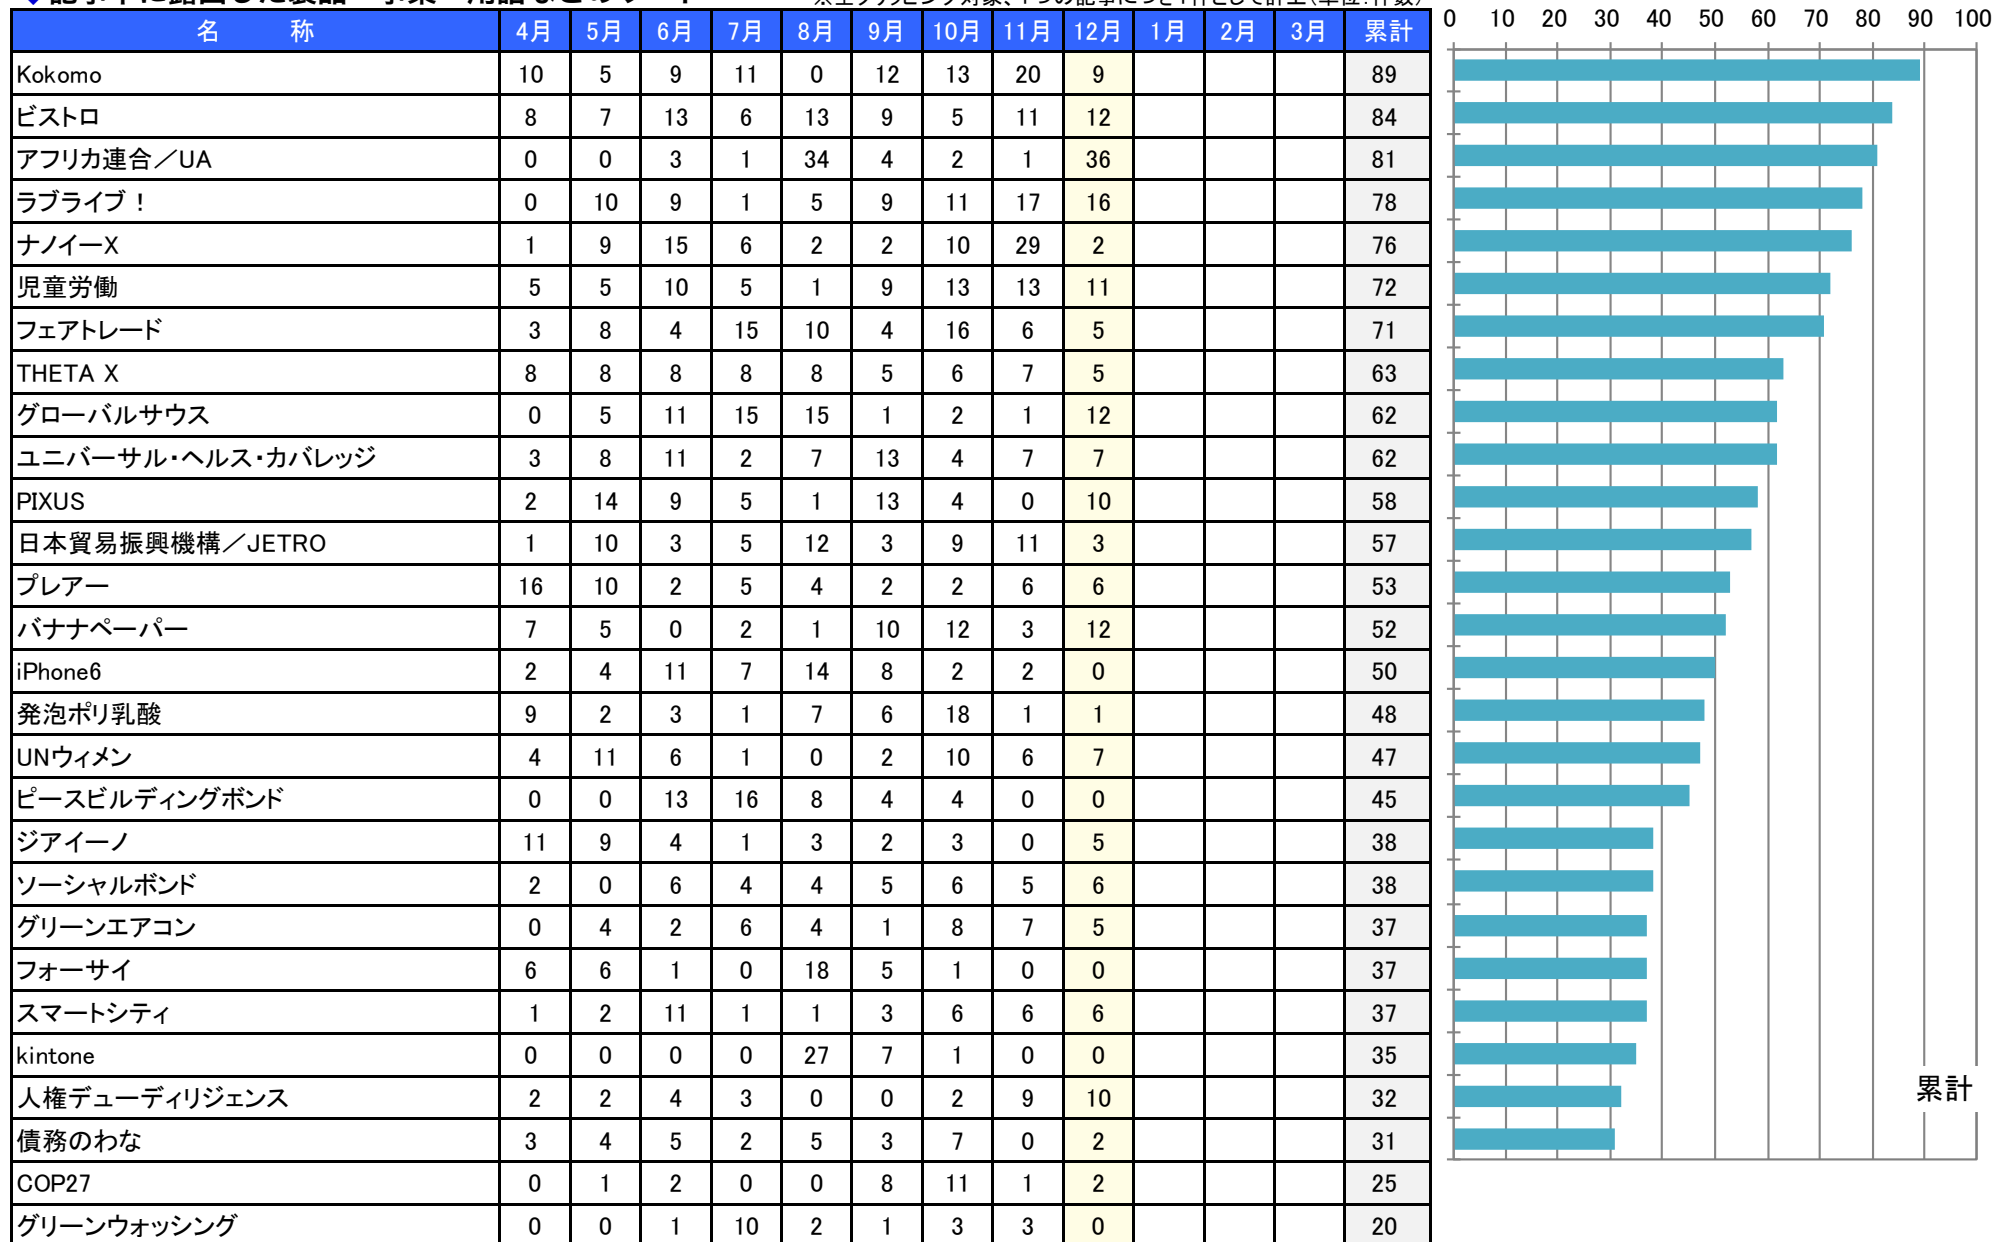 0 10 20 30 40 50 60 70 80 90 100
名 称 4月 5月 6月 7月 8月 9月 10月 11月 12月 1月 2月 3月 累計
Kokomo 10 5 9 11 0 12 13 20 9 89
ビストロ 8 7 13 6 13 9 5 11 12 84
アフリカ連合／UA 0 0 3 1 34 4 2 1 36 81
ラブライブ！ 0 10 9 1 5 9 11 17 16 78
ナノイーX 1 9 15 6 2 2 10 29 2 76
児童労働 5 5 10 5 1 9 13 13 11 72
フェアトレード 3 8 4 15 10 4 16 6 5 71
THETA X 8 8 8 8 8 5 6 7 5 63
グローバルサウス 0 5 11 15 15 1 2 1 12 62
ユニバーサル・ヘルス・カバレッジ 3 8 11 2 7 13 4 7 7 62
PIXUS 2 14 9 5 1 13 4 0 10 58
日本貿易振興機構／JETRO 1 10 3 5 12 3 9 11 3 57
プレアー 16 10 2 5 4 2 2 6 6 53
バナナペーパー 7 5 0 2 1 10 12 3 12 52
iPhone6 2 4 11 7 14 8 2 2 0 50
発泡ポリ乳酸 9 2 3 1 7 6 18 1 1 48
UNウィメン 4 11 6 1 0 2 10 6 7 47
ピースビルディングボンド 0 0 13 16 8 4 4 0 0 45
ジアイーノ 11 9 4 1 3 2 3 0 5 38
ソーシャルボンド 2 0 6 4 4 5 6 5 6 38
グリーンエアコン 0 4 2 6 4 1 8 7 5 37
フォーサイ 6 6 1 0 18 5 1 0 0 37
スマートシティ 1 2 11 1 1 3 6 6 6 37
kintone 0 0 0 0 27 7 1 0 0 35
人権デューディリジェンス 2 2 4 3 0 0 2 9 10 32
累計
債務のわな 3 4 5 2 5 3 7 0 2 31
COP27 0 1 2 0 0 8 11 1 2 25
グリーンウォッシング 0 0 1 10 2 1 3 3 0 20